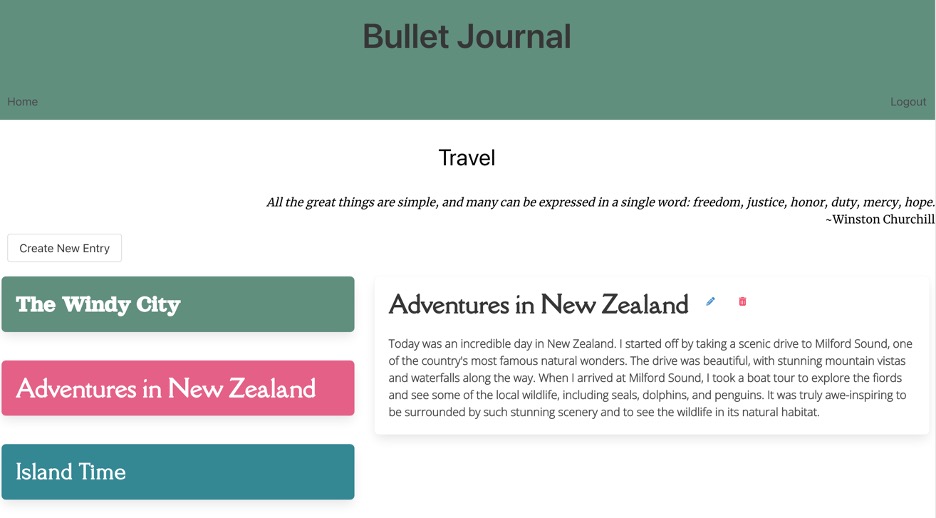 Bullet Journal
Home
Logout
Travel
All the great things are simple, and many can be expressed in a single word: freedom, justice, honor, duty, mercy, hope.
~Winston Churchill
Create New Entry
The Windy City
Adventures in New Zealand
Island Time
Adventures in New Zealand
Today was an incredible day in New Zealand. I started off by taking a scenic drive to Milford Sound, one
of the country's most famous natural wonders. The drive was beautiful, with stunning mountain vistas
and waterfalls along the way. When I arrived at Milford Sound, I took a boat tour to explore the fiords
and see some of the local wildlife, including seals, dolphins, and penguins. It was truly awe-inspiring to
be surrounded by such stunning scenery and to see the wildlife in its natural habitat.